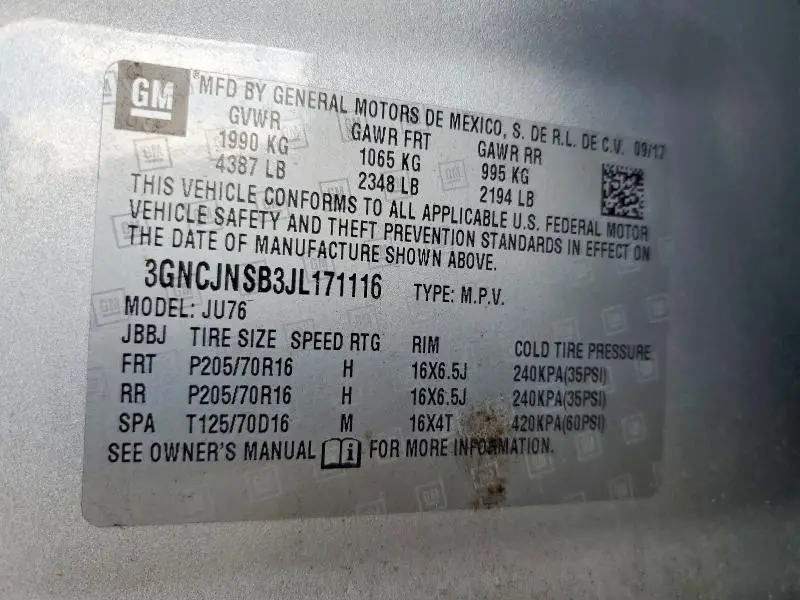 GM
*MFD BY GENERAL MOTORS DE MEXICO, S. DE R.L. DE C.V. 09/17
GVWR GAWR FRT GAWR RR
1990 KG 1065 KG 995 KG
4387 LB 2348 LB 2194 LB
THIS VEHICLE CONFORMS TO ALL APPLICABLE U.S. FEDERAL MOTOR
VEHICLE SAFETY AND THEFT PREVENTION STANDARDS IN EFFECT ON
THE DATE OF MANUFACTURE SHOWN ABOVE.
3GNCJNSB3JL171116 TYPE: M.P.V.
MODEL: JU76
JBBJ TIRE SIZE SPEED RTG RIM COLD TIRE PRESSURE
FRT P205/70R16 H 16X6.5J 240KPA(35PSI)
RR P205/70R16 H 16X6.5J 240KPA(35PSI)
SPA T125/70D16 M 16X4T 420KPA(60PSI)
SEE OWNER'S MANUAL i FOR MORE INFORMATION.